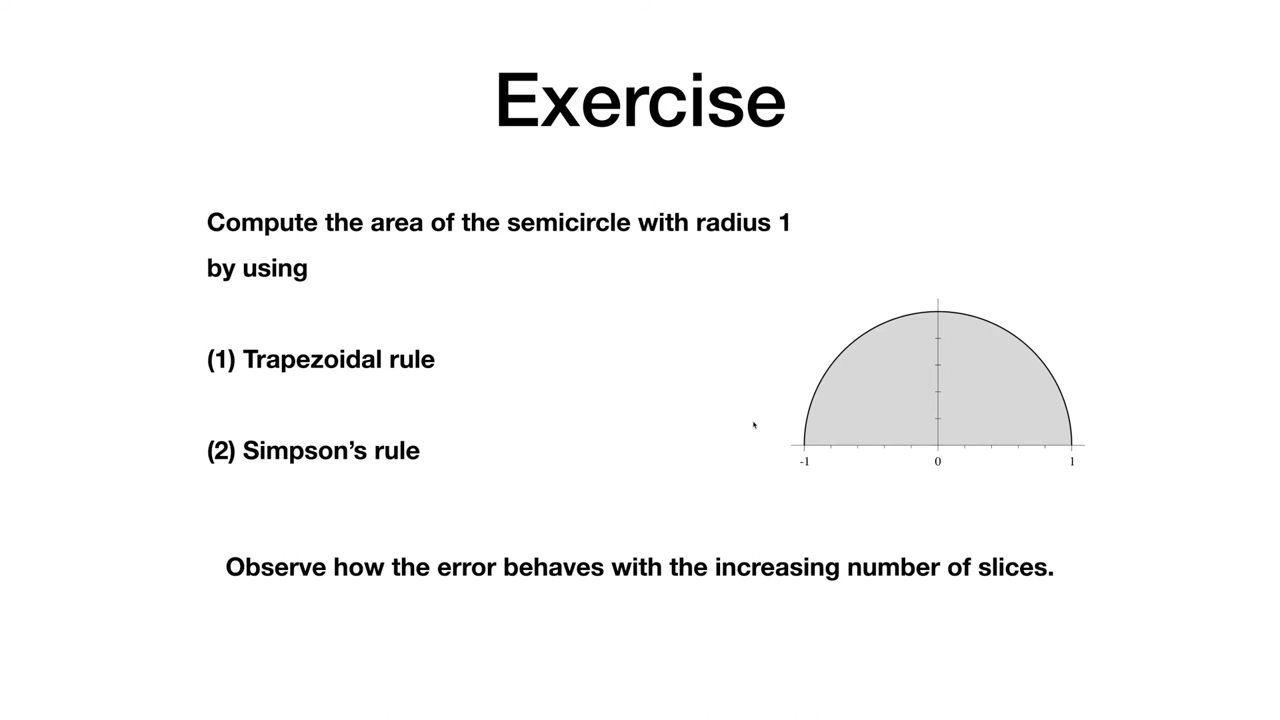 Exercise
Compute the area of the semicircle with radius 1
by using
(1) Trapezoidal rule
(2) Simpson’s rule
-1 0 1
Observe how the error behaves with the increasing number of slices.